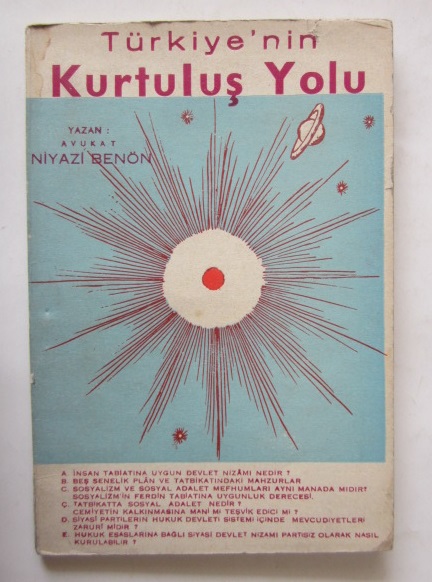 Türkiye'nin
Kurtuluş Yolu
YAZAN :
AVUKAT
NİYAZİ BENÖN
A. İNSAN TABİATINA UYGUN DEVLET NİZÂMI NEDİR ?
B. BEŞ SENELİK PLÂN VE TATBİKATINDAKİ MAHZURLAR
C. SOSYALİZM VE SOSYAL ADALET MEFHUMLARI AYNI MANADA MIDIR?
SOSYALİZM'İN FERDİN TABİATINA UYGUNLUK DERECESİ.
Ç. TATBİKATTA SOSYAL ADALET NEDİR ?
CEMİYETİN KALKINMASINA MANİ Mİ TEŞVİK EDİCİ Mİ ?
D. SİYASİ PARTİLERİN HUKUK DEVLETİ SİSTEMİ İÇİNDE MEVCUDİYETLERİ
ZARURİ MİDİR ?
E. HUKUK ESASLARINA BAĞLI SİYASİ DEVLET NİZAMI PARTİSİZ OLARAK NASIL
KURULABİLİR ?